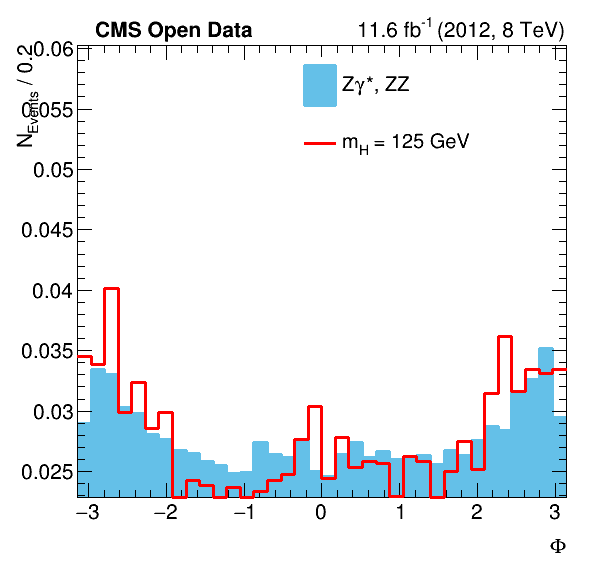 CMS Open Data 11.6 fb⁻¹ (2012, 8 TeV)
N_Events / 0.2
Zγ*, ZZ
m_H = 125 GeV
0.06
0.055
0.05
0.045
0.04
0.035
0.03
0.025
−3 −2 −1 0 1 2 3
Φ